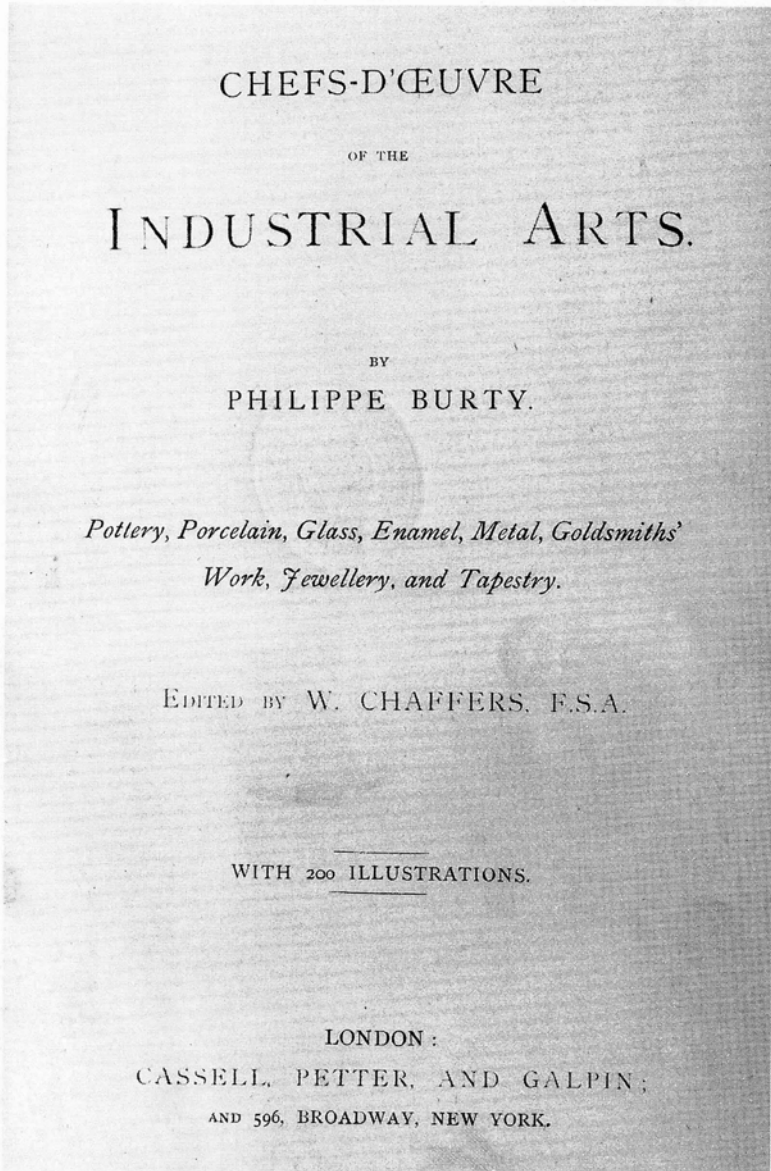 CHEFS-D'ŒUVRE
OF THE
INDUSTRIAL ARTS.
BY
PHILIPPE BURTY.
Pottery, Porcelain, Glass, Enamel, Metal, Goldsmiths'
Work, Jewellery, and Tapestry.
EDITED BY W. CHAFFERS, F.S.A.
WITH 200 ILLUSTRATIONS.
LONDON:
CASSELL, PETTER, AND GALPIN;
AND 596, BROADWAY, NEW YORK.